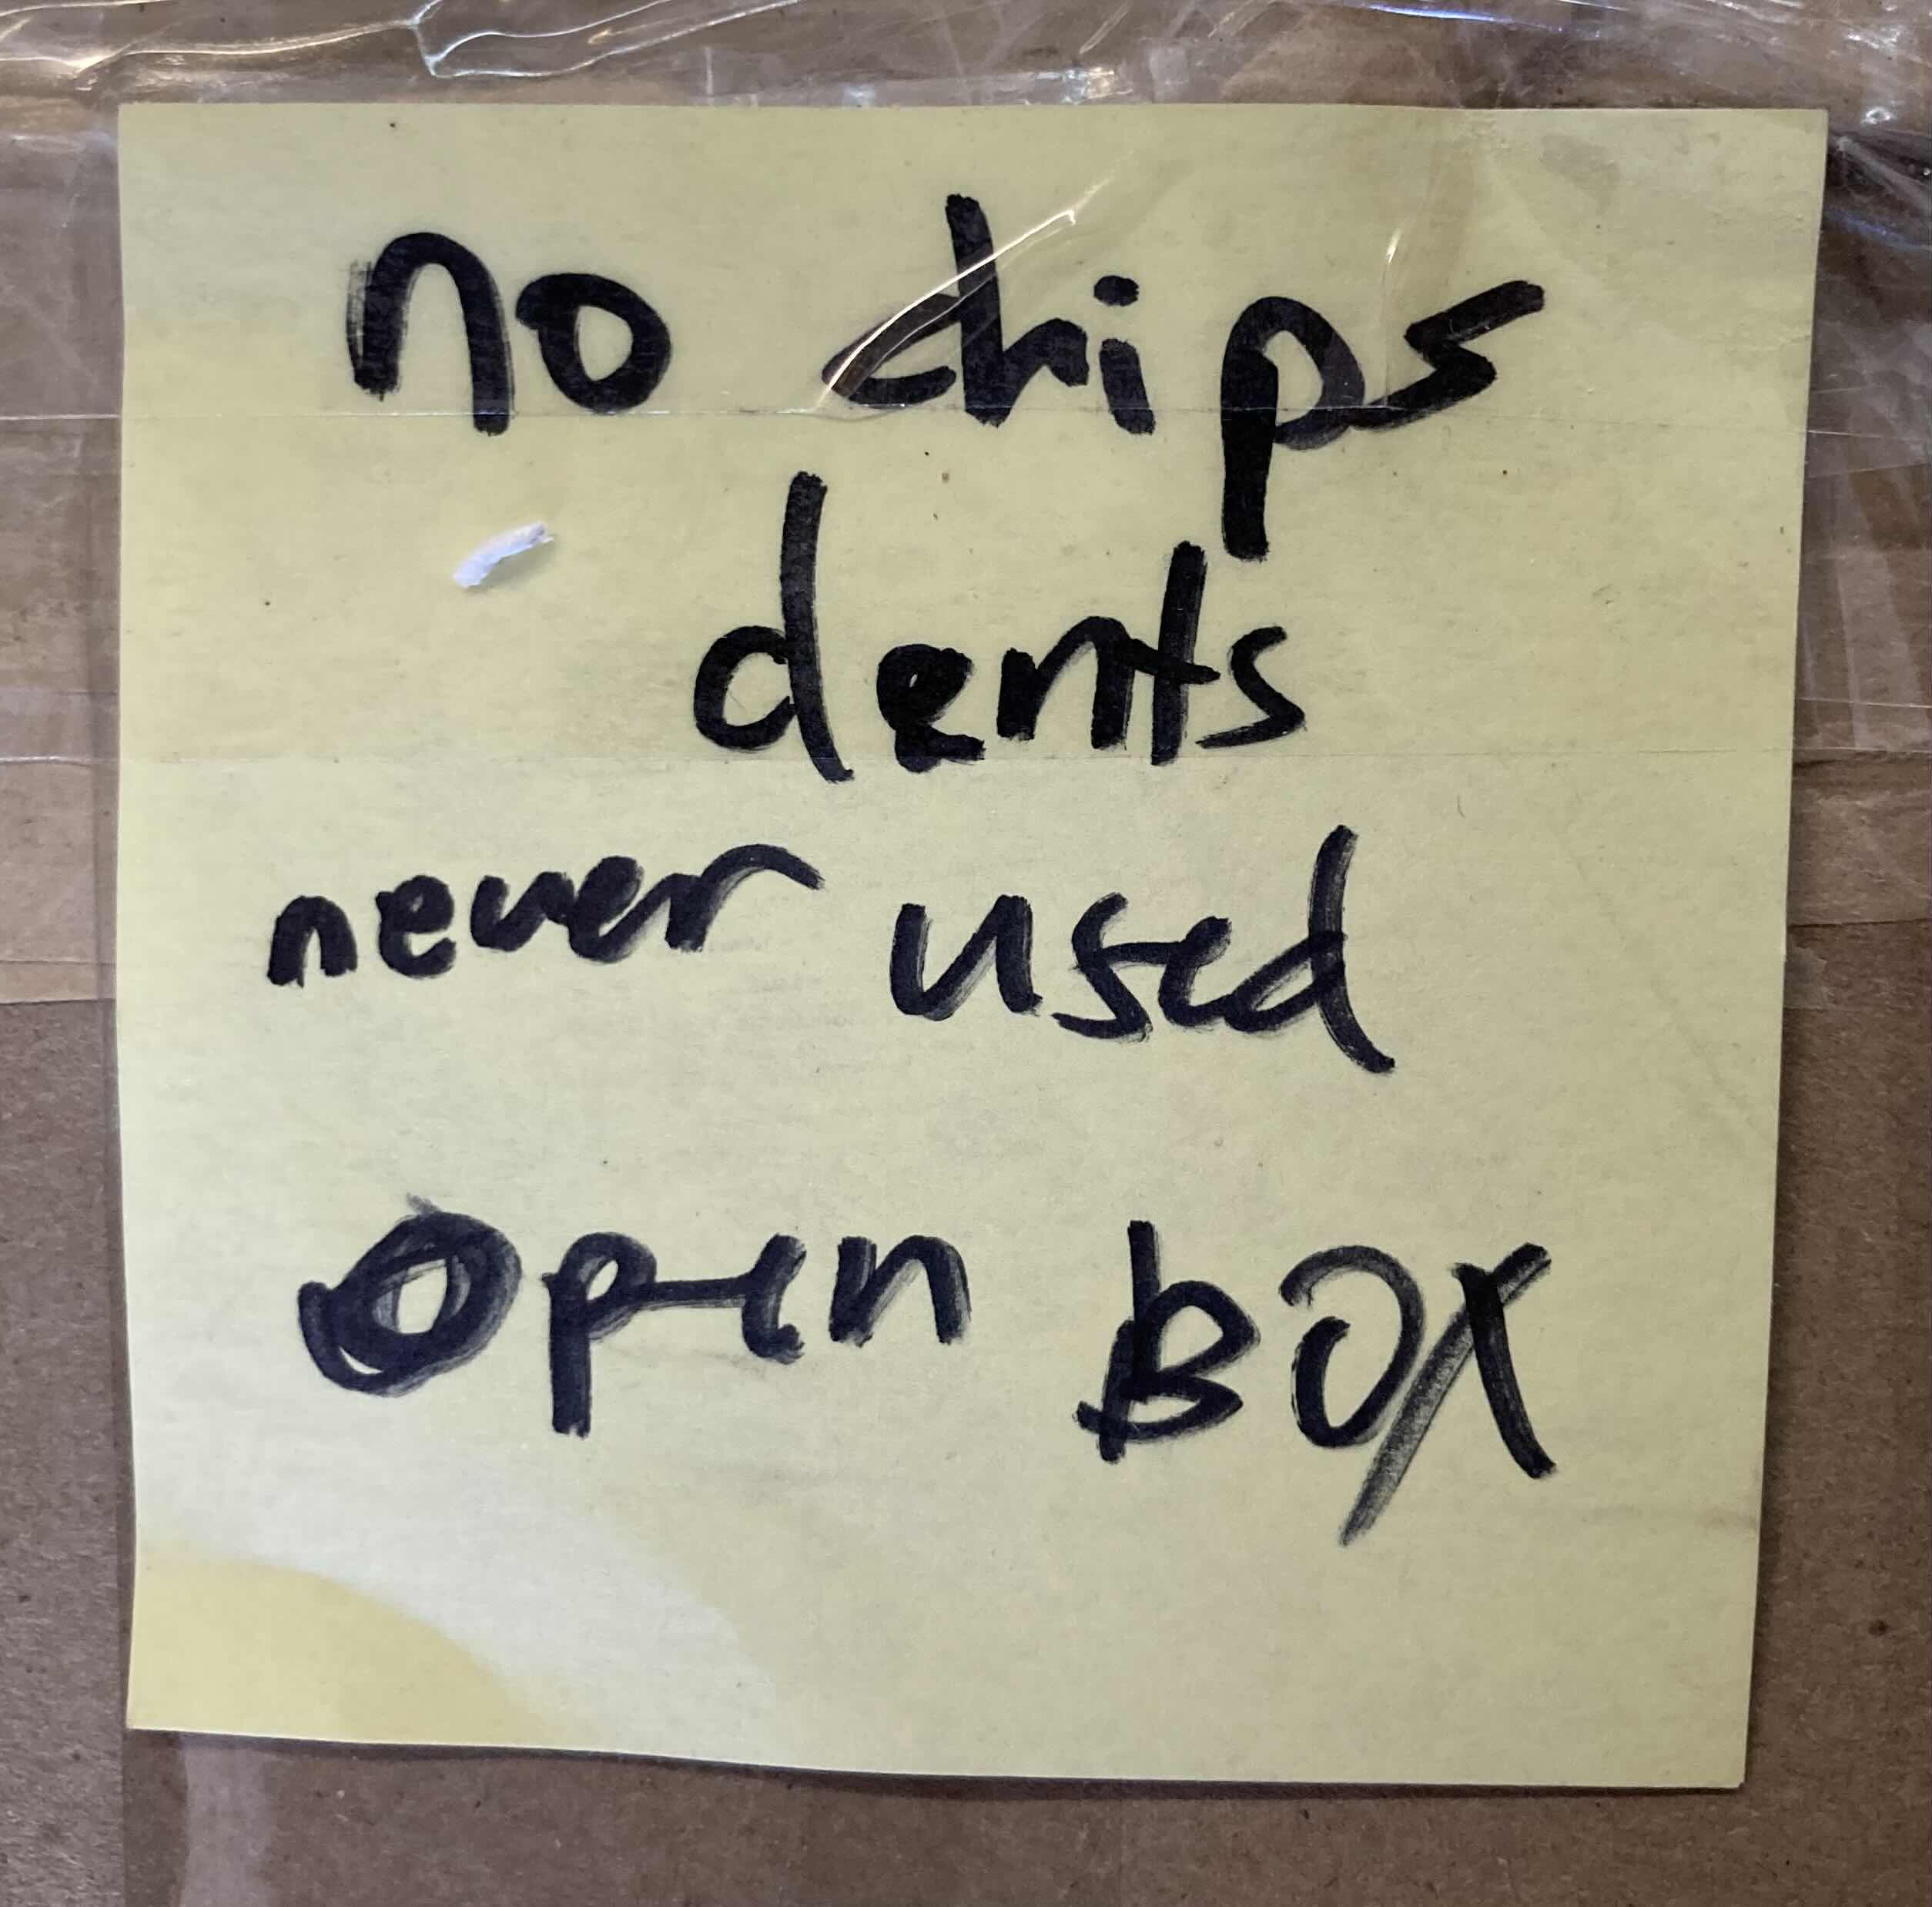 no chips
dents
never used
Open BOX